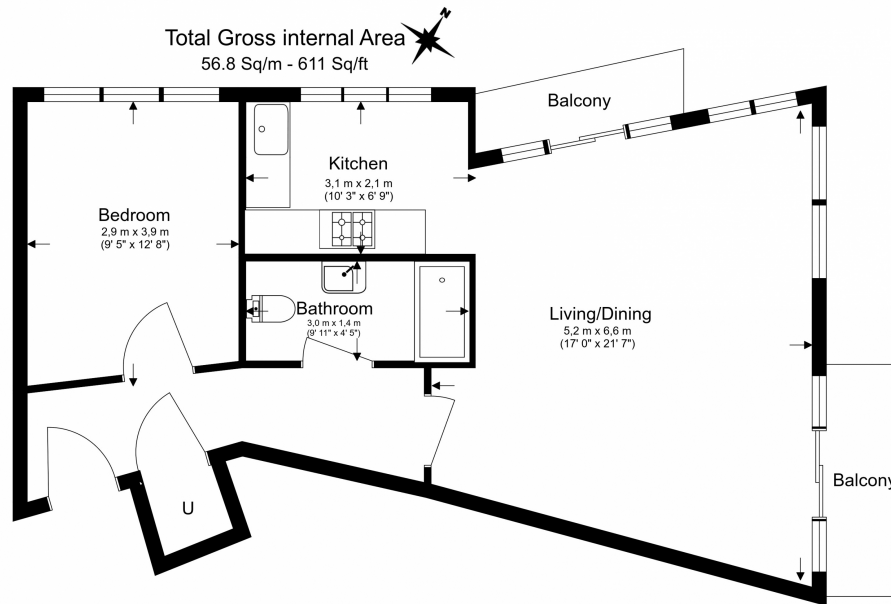 N
Total Gross internal Area
56.8 Sq/m - 611 Sq/ft
Balcony
Kitchen
3,1 m x 2,1 m
(10' 3" x 6' 9")
Bedroom
2,9 m x 3,9 m
(9' 5" x 12' 8")
Bathroom
3,0 m x 1,4 m
(9' 11" x 4' 5")
Living/Dining
5,2 m x 6,6 m
(17' 0" x 21' 7")
Balcony
U